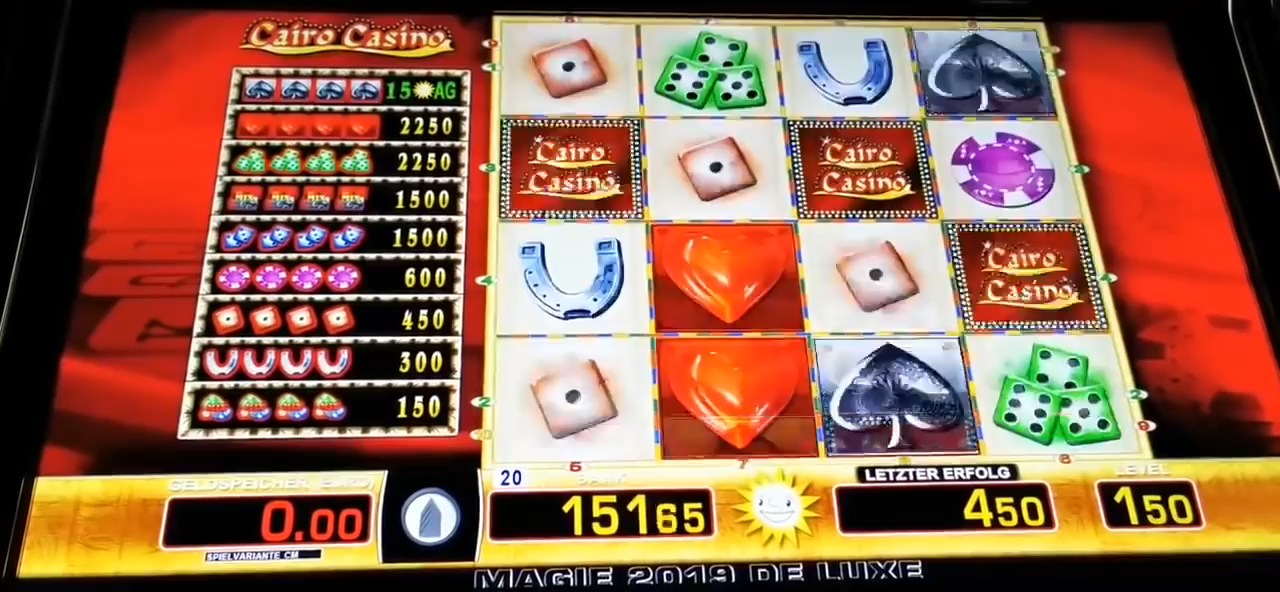 Cairo Casino
15 AG
2250
2250
1500
1500
600
450
300
150
Cairo
Casino
Cairo
Casino
Cairo
Casino
GELDSPEICHER (EURO)
0.00
SPIELVARIANTE CM
20
BANK
15165
LETZTER ERFOLG
450
LEVEL
150
MAGIE 2019 DE LUXE